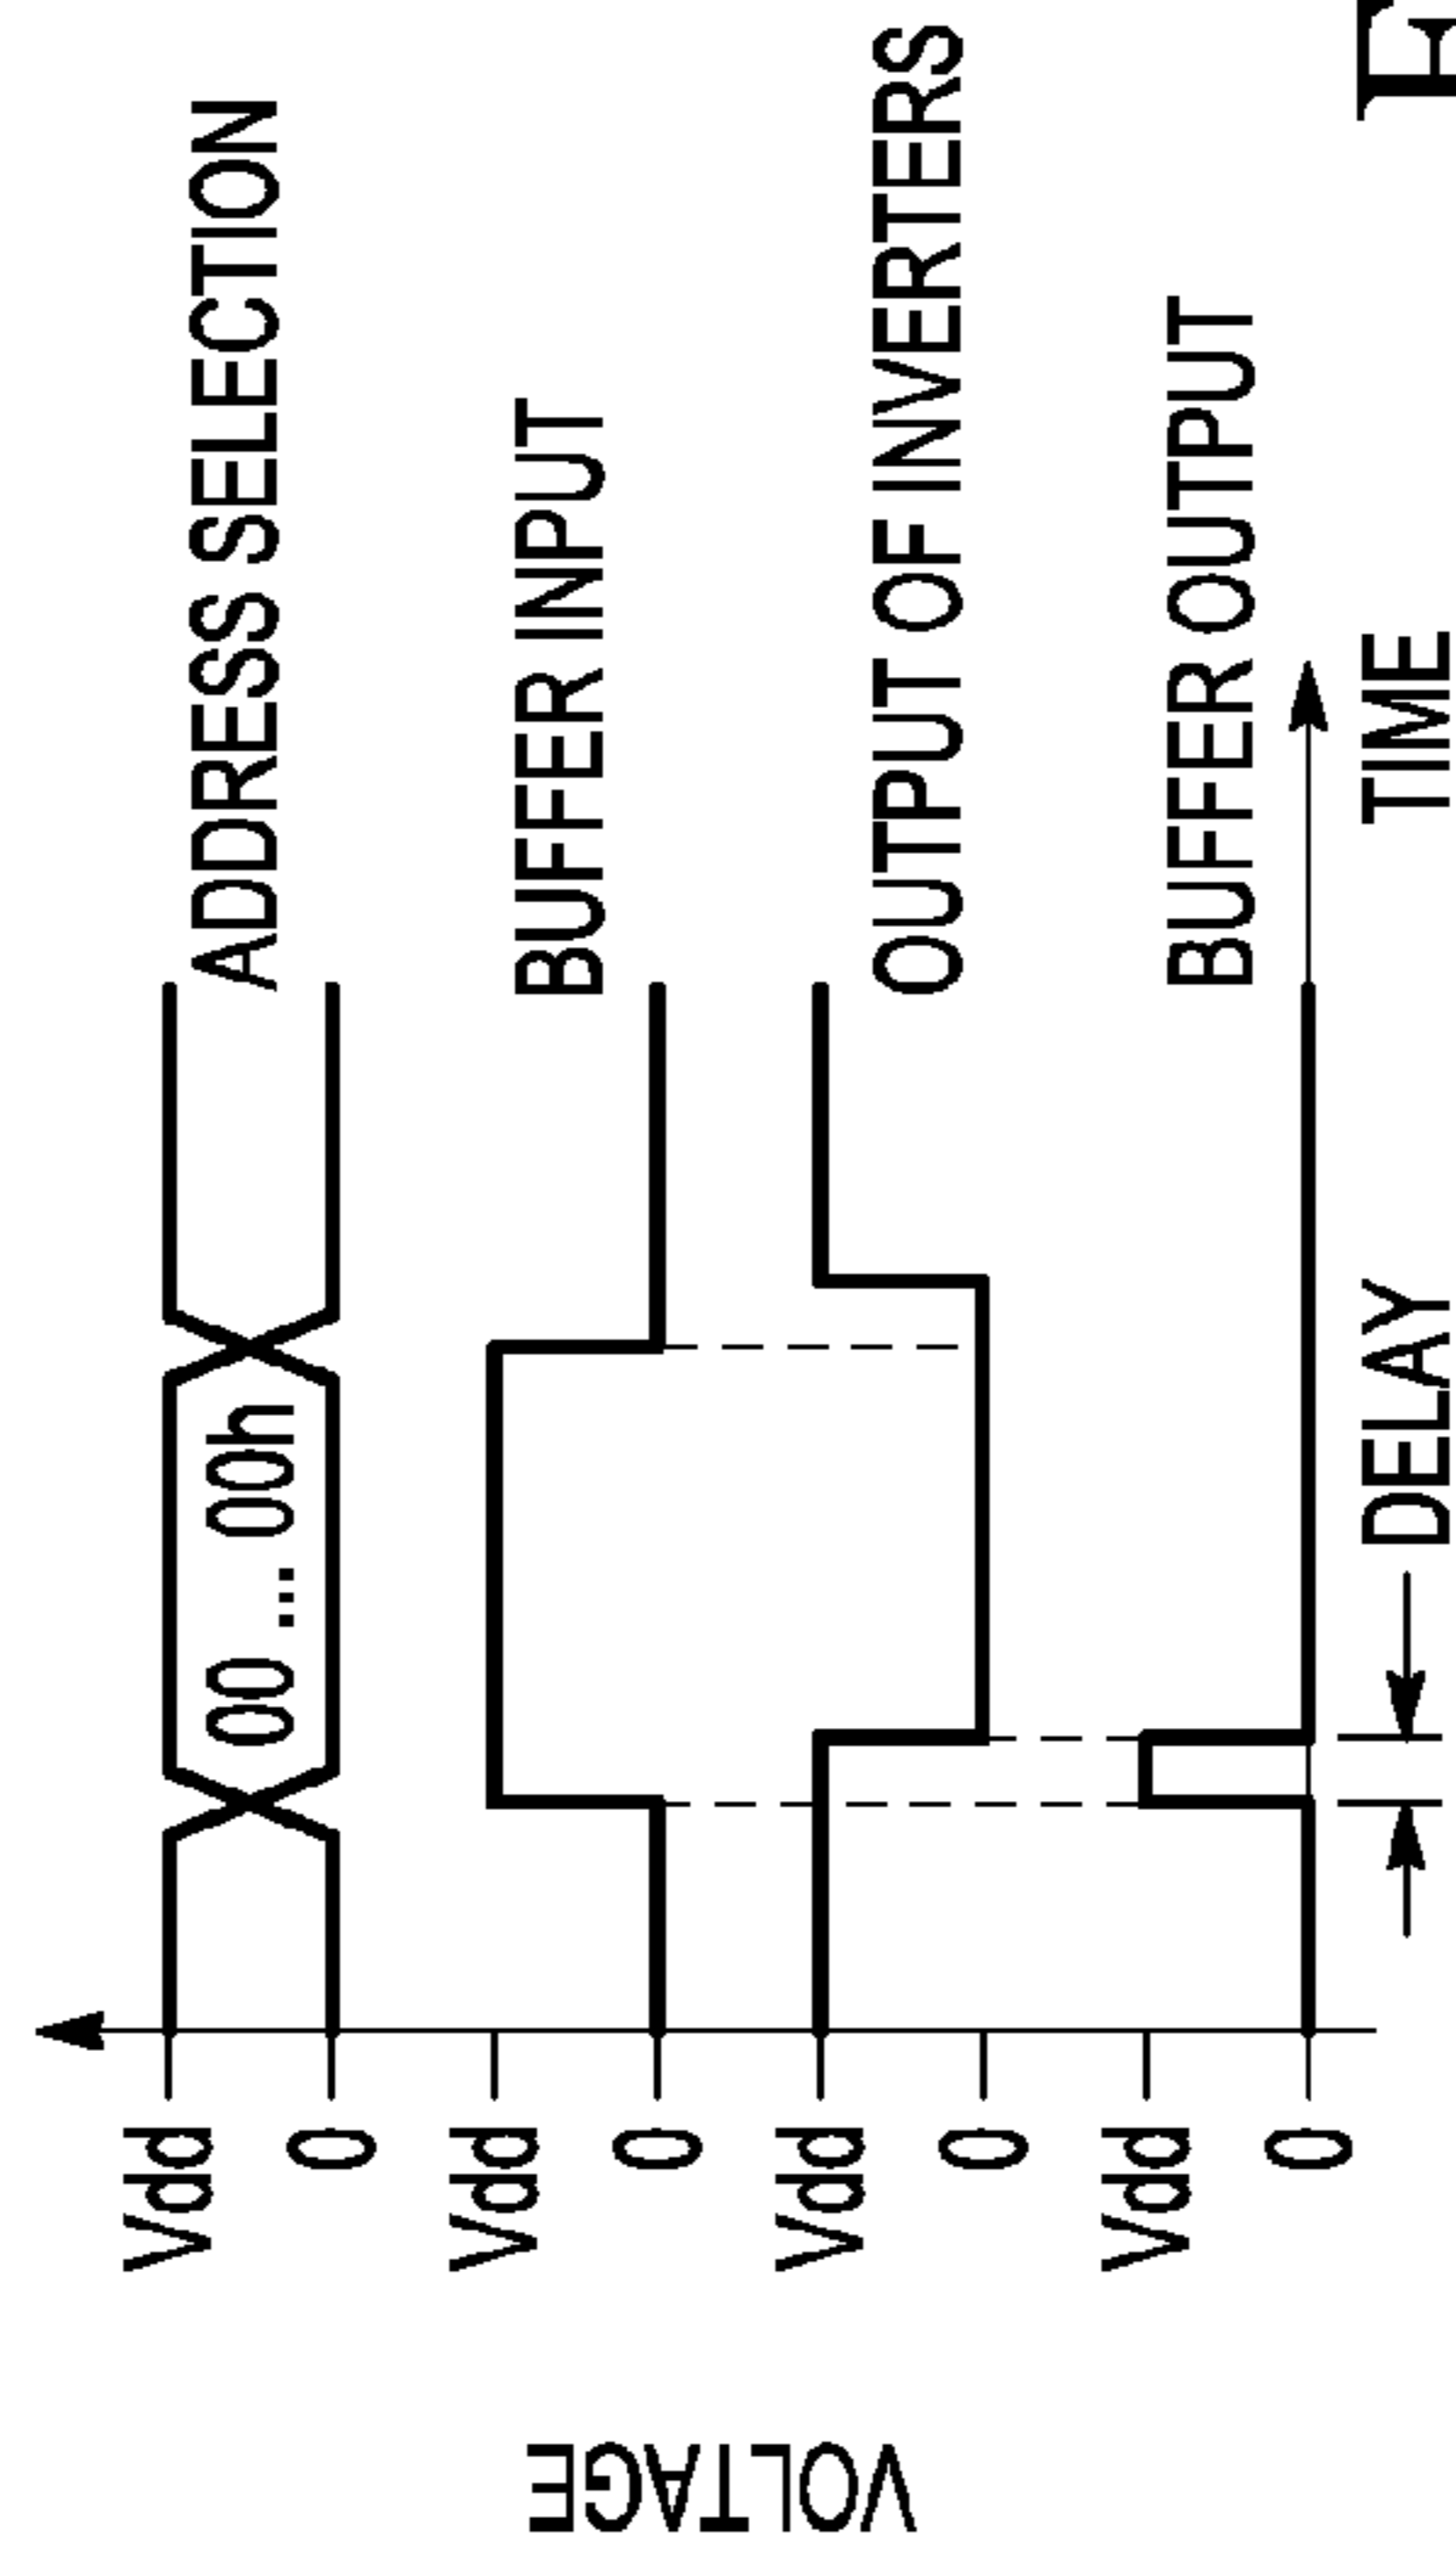 VOLTAGE
Vdd
0
Vdd
0
Vdd
0
Vdd
0
00 ... 00h
ADDRESS SELECTION
BUFFER INPUT
OUTPUT OF INVERTERS
BUFFER OUTPUT
DELAY
TIME